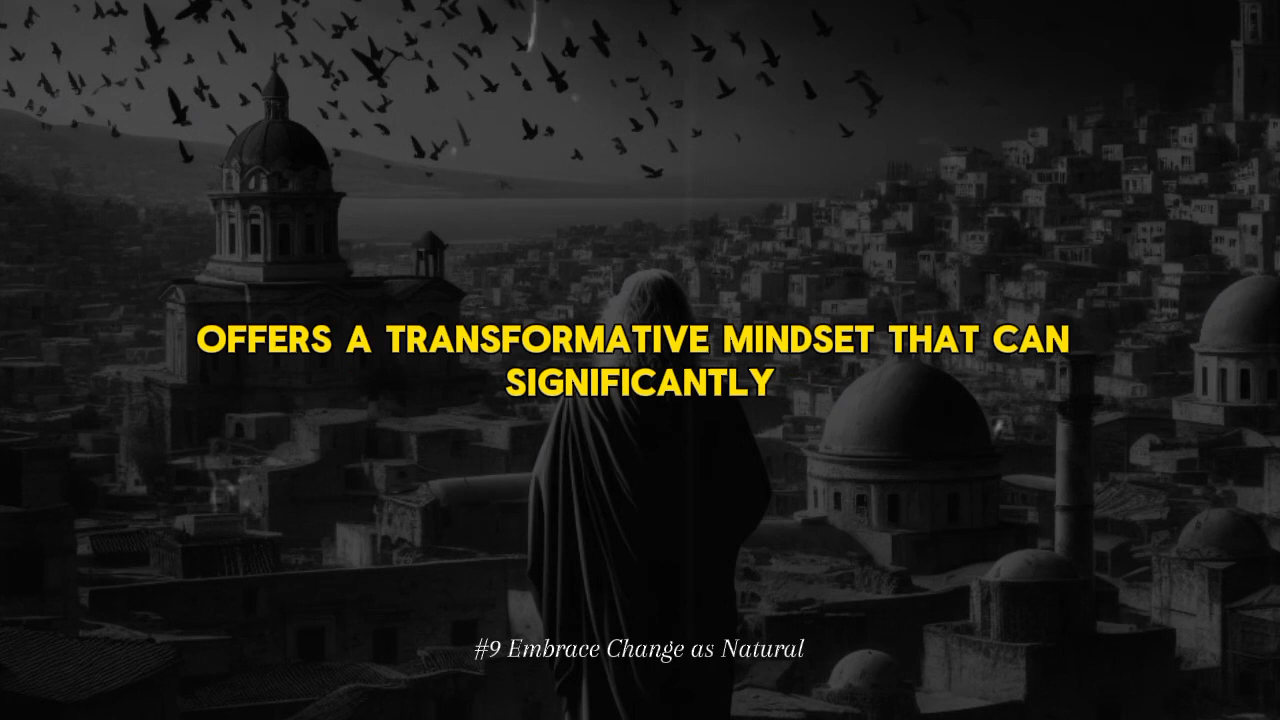 OFFERS A TRANSFORMATIVE MINDSET THAT CAN
SIGNIFICANTLY
#9 Embrace Change as Natural